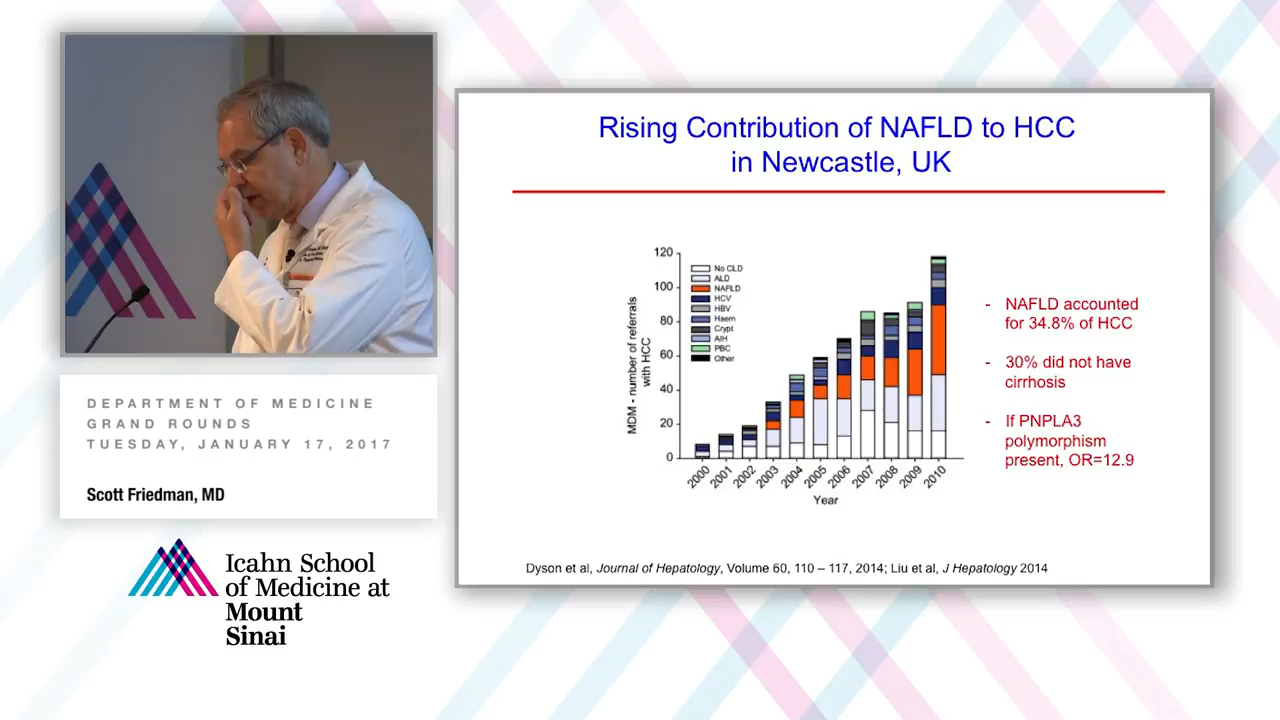 DEPARTMENT OF MEDICINE
GRAND ROUNDS
TUESDAY, JANUARY 17, 2017
Scott Friedman, MD
Icahn School
of Medicine at
Mount
Sinai
Rising Contribution of NAFLD to HCC
in Newcastle, UK
MDM - number of referrals
with HCC
120
100
80
60
40
20
0
No CLD
ALD
NAFLD
HCV
HBV
Haem
Crypt
AIH
PBC
Other
2000
2001
2002
2003
2004
2005
2006
2007
2008
2009
2010
Year
- NAFLD accounted
for 34.8% of HCC
- 30% did not have
cirrhosis
- If PNPLA3
polymorphism
present, OR=12.9
Dyson et al, Journal of Hepatology, Volume 60, 110 – 117, 2014; Liu et al, J Hepatology 2014